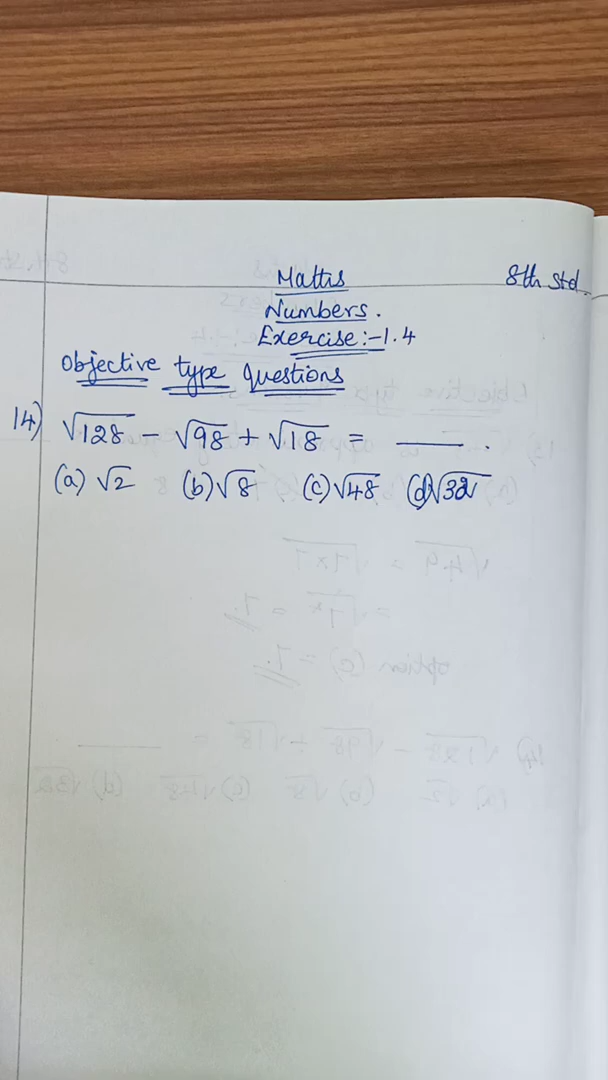 Maths
8th std.
Numbers.
Exercise:-1.4
Objective type Questions
14) √128 - √98 + √18 = ____.
(a) √2 (b) √8 (c) √48 (d) √32